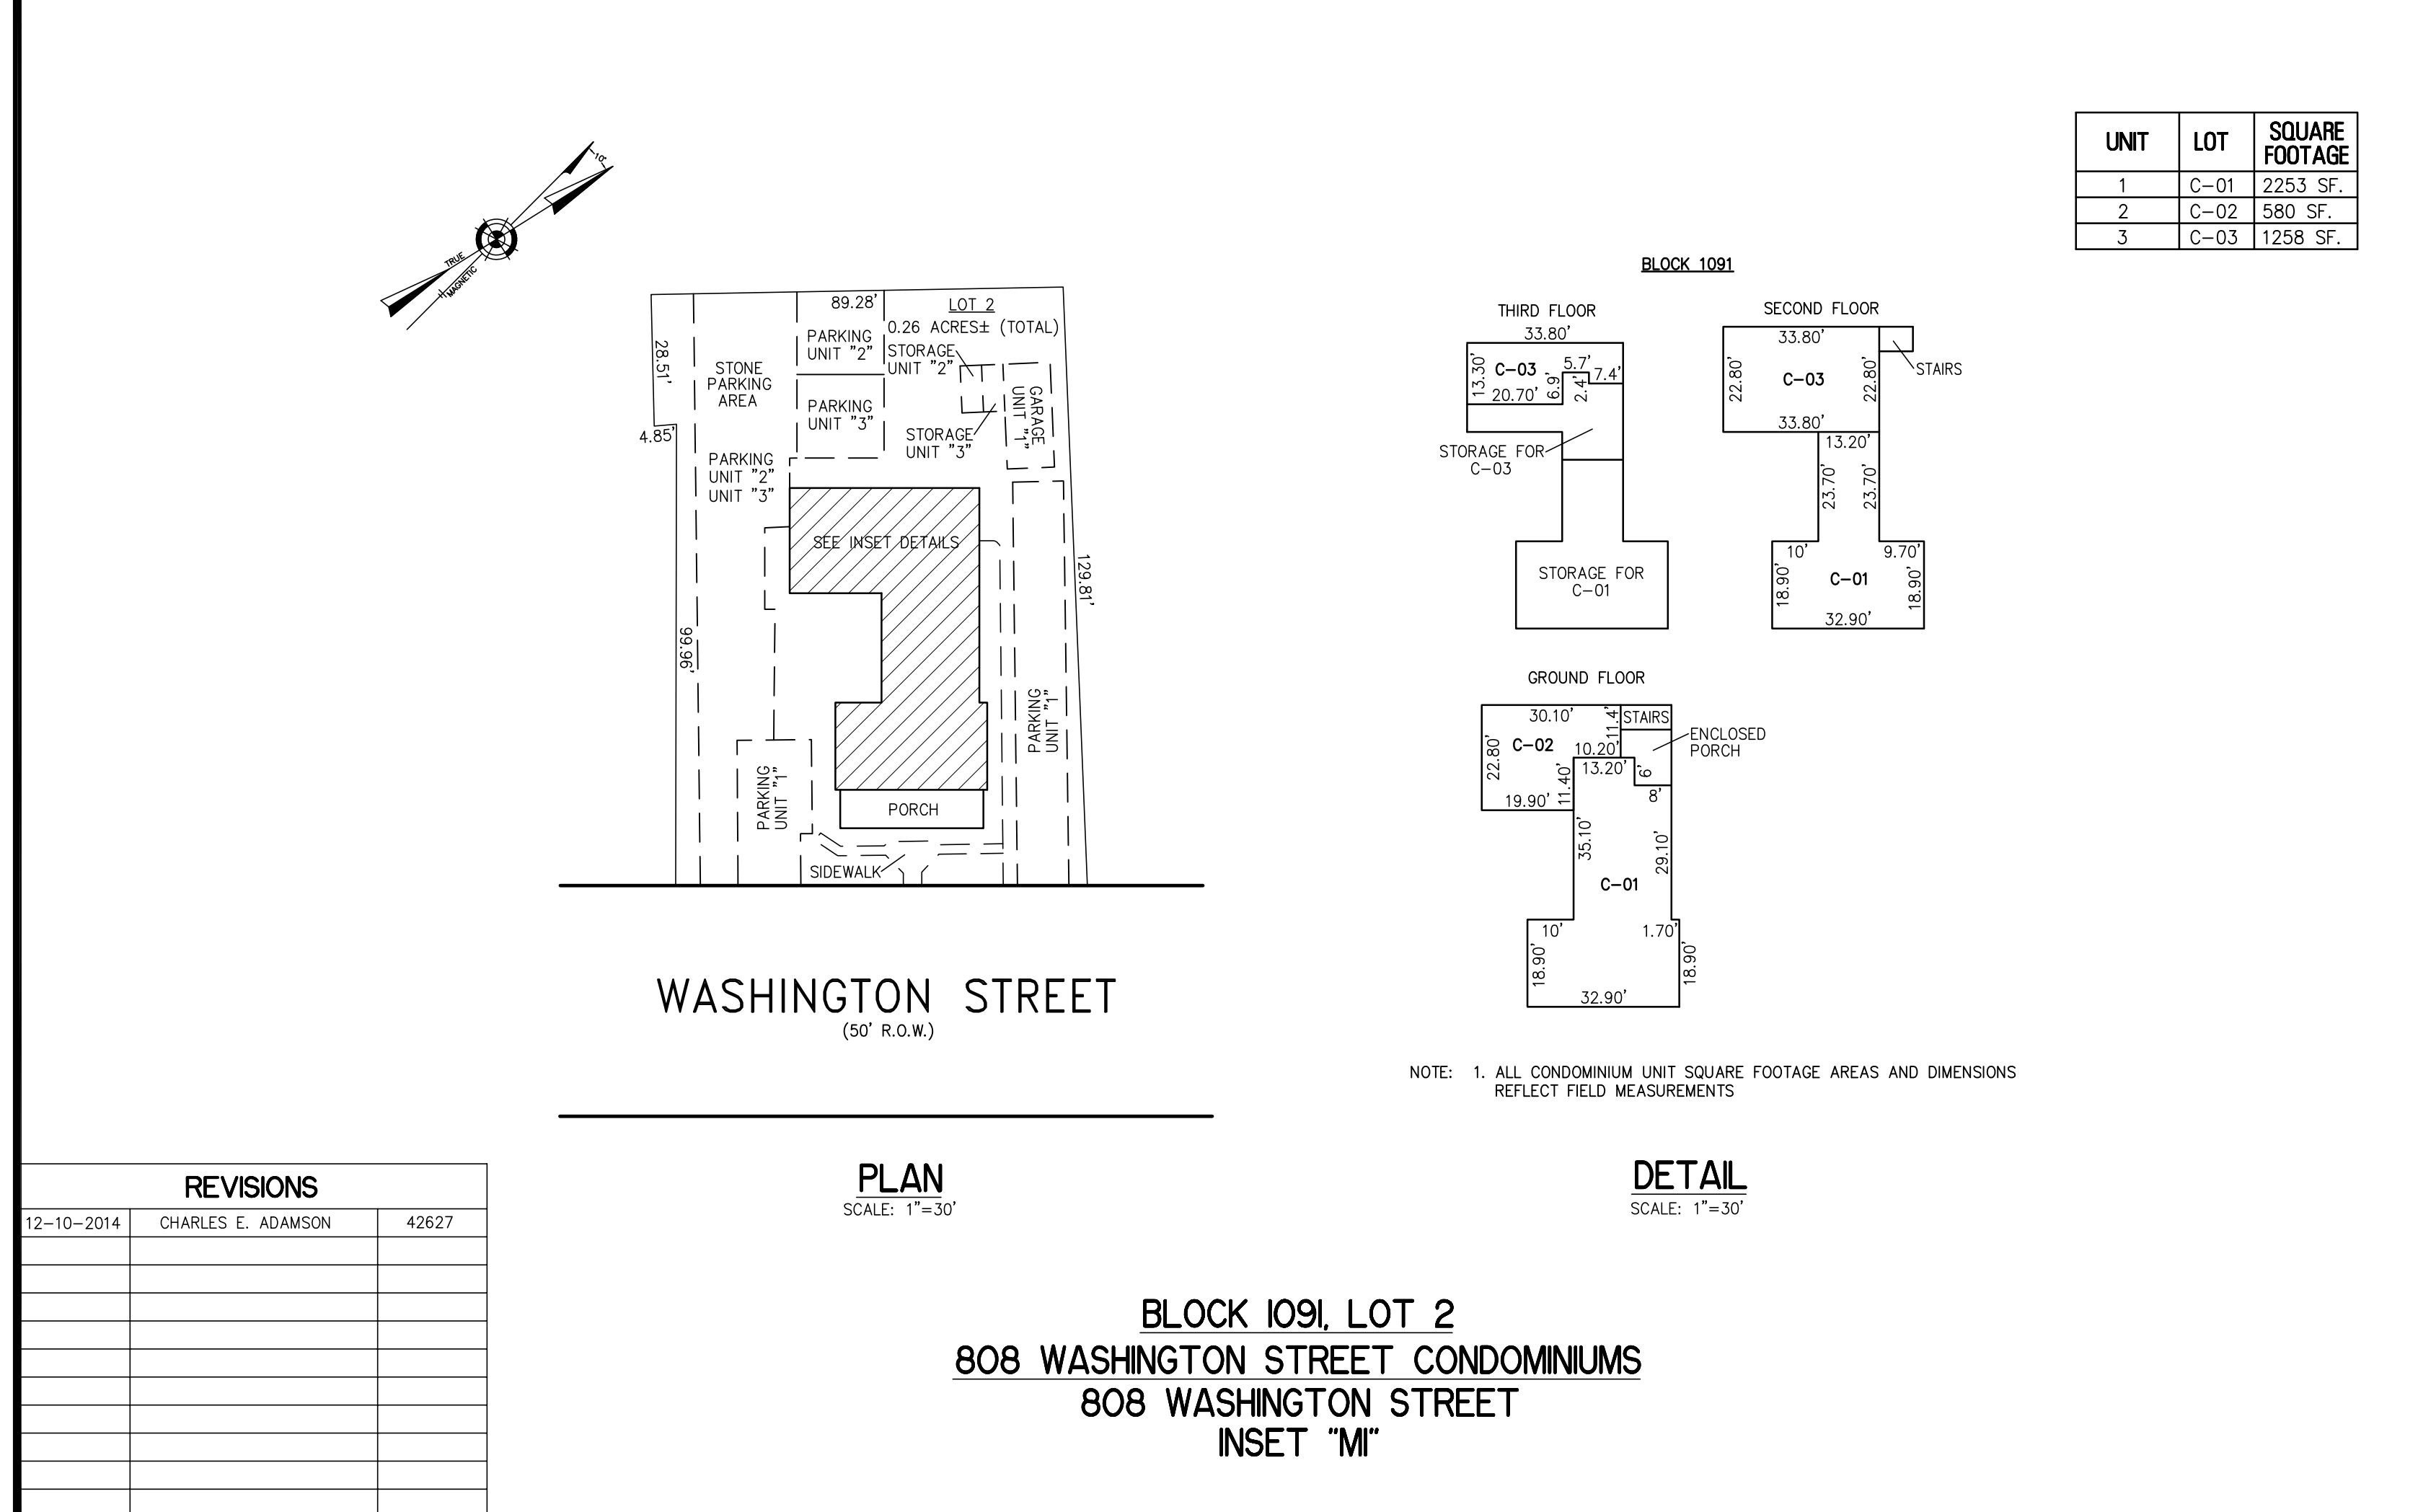 UNIT LOT SQUARE FOOTAGE
1 C-01 2253 SF.
2 C-02 580 SF.
3 C-03 1258 SF.
10°
TRUE
MAGNETIC
89.28'
LOT 2
0.26 ACRES± (TOTAL)
28.51'
4.85'
99.96'
129.81'
STONE
PARKING
AREA
PARKING
UNIT "2"
PARKING
UNIT "3"
STORAGE
UNIT "2"
STORAGE
UNIT "3"
GARAGE
UNIT "1"
PARKING
UNIT "2"
UNIT "3"
SEE INSET DETAILS
PARKING
UNIT "1"
PARKING
UNIT "1"
PORCH
SIDEWALK
WASHINGTON STREET
(50' R.O.W.)
PLAN
SCALE: 1"=30'
BLOCK 1091
THIRD FLOOR
33.80'
13.30'
C-03
5.7'
7.4'
20.70'
6.9'
2.4'
STORAGE FOR
C-03
STORAGE FOR
C-01
SECOND FLOOR
33.80'
22.80'
C-03
22.80'
STAIRS
33.80'
13.20'
23.70'
23.70'
10'
9.70'
18.90'
C-01
18.90'
32.90'
GROUND FLOOR
30.10'
11.4'
STAIRS
ENCLOSED
PORCH
22.80'
C-02
10.20'
13.20'
6'
8'
19.90'
11.40'
35.10'
29.10'
C-01
10'
1.70'
18.90'
18.90'
32.90'
NOTE: 1. ALL CONDOMINIUM UNIT SQUARE FOOTAGE AREAS AND DIMENSIONS
REFLECT FIELD MEASUREMENTS
DETAIL
SCALE: 1"=30'
REVISIONS
12-10-2014 CHARLES E. ADAMSON 42627
BLOCK 1091, LOT 2
808 WASHINGTON STREET CONDOMINIUMS
808 WASHINGTON STREET
INSET "M1"